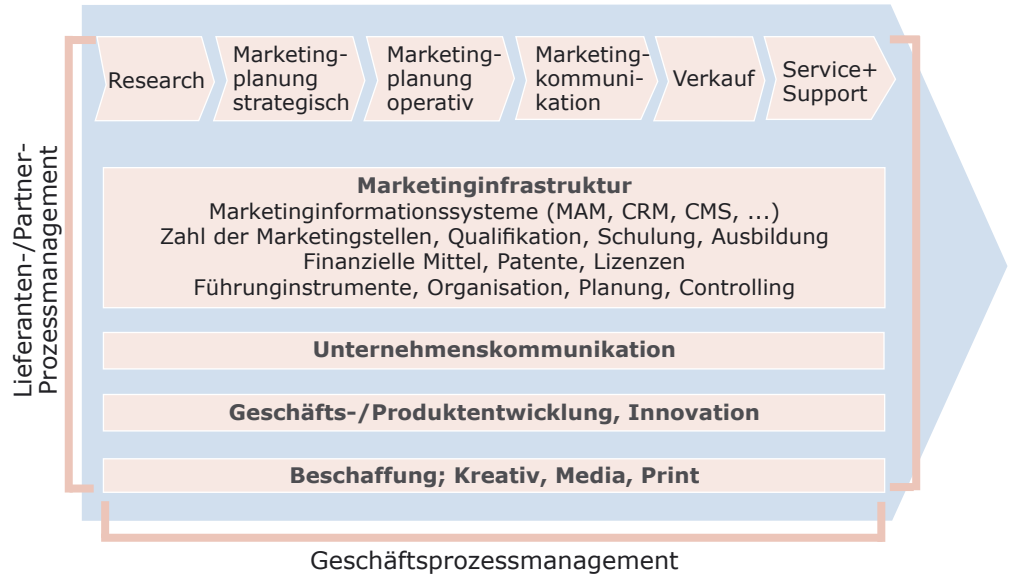 Research
Marketing-
planung
strategisch
Marketing-
planung
operativ
Marketing-
kommuni-
kation
Verkauf
Service+
Support
Lieferanten-/Partner-
Prozessmanagement
Marketinginfrastruktur
Marketinginformationssysteme (MAM, CRM, CMS, ...)
Zahl der Marketingstellen, Qualifikation, Schulung, Ausbildung
Finanzielle Mittel, Patente, Lizenzen
Führunginstrumente, Organisation, Planung, Controlling
Unternehmenskommunikation
Geschäfts-/Produktentwicklung, Innovation
Beschaffung; Kreativ, Media, Print
Geschäftsprozessmanagement